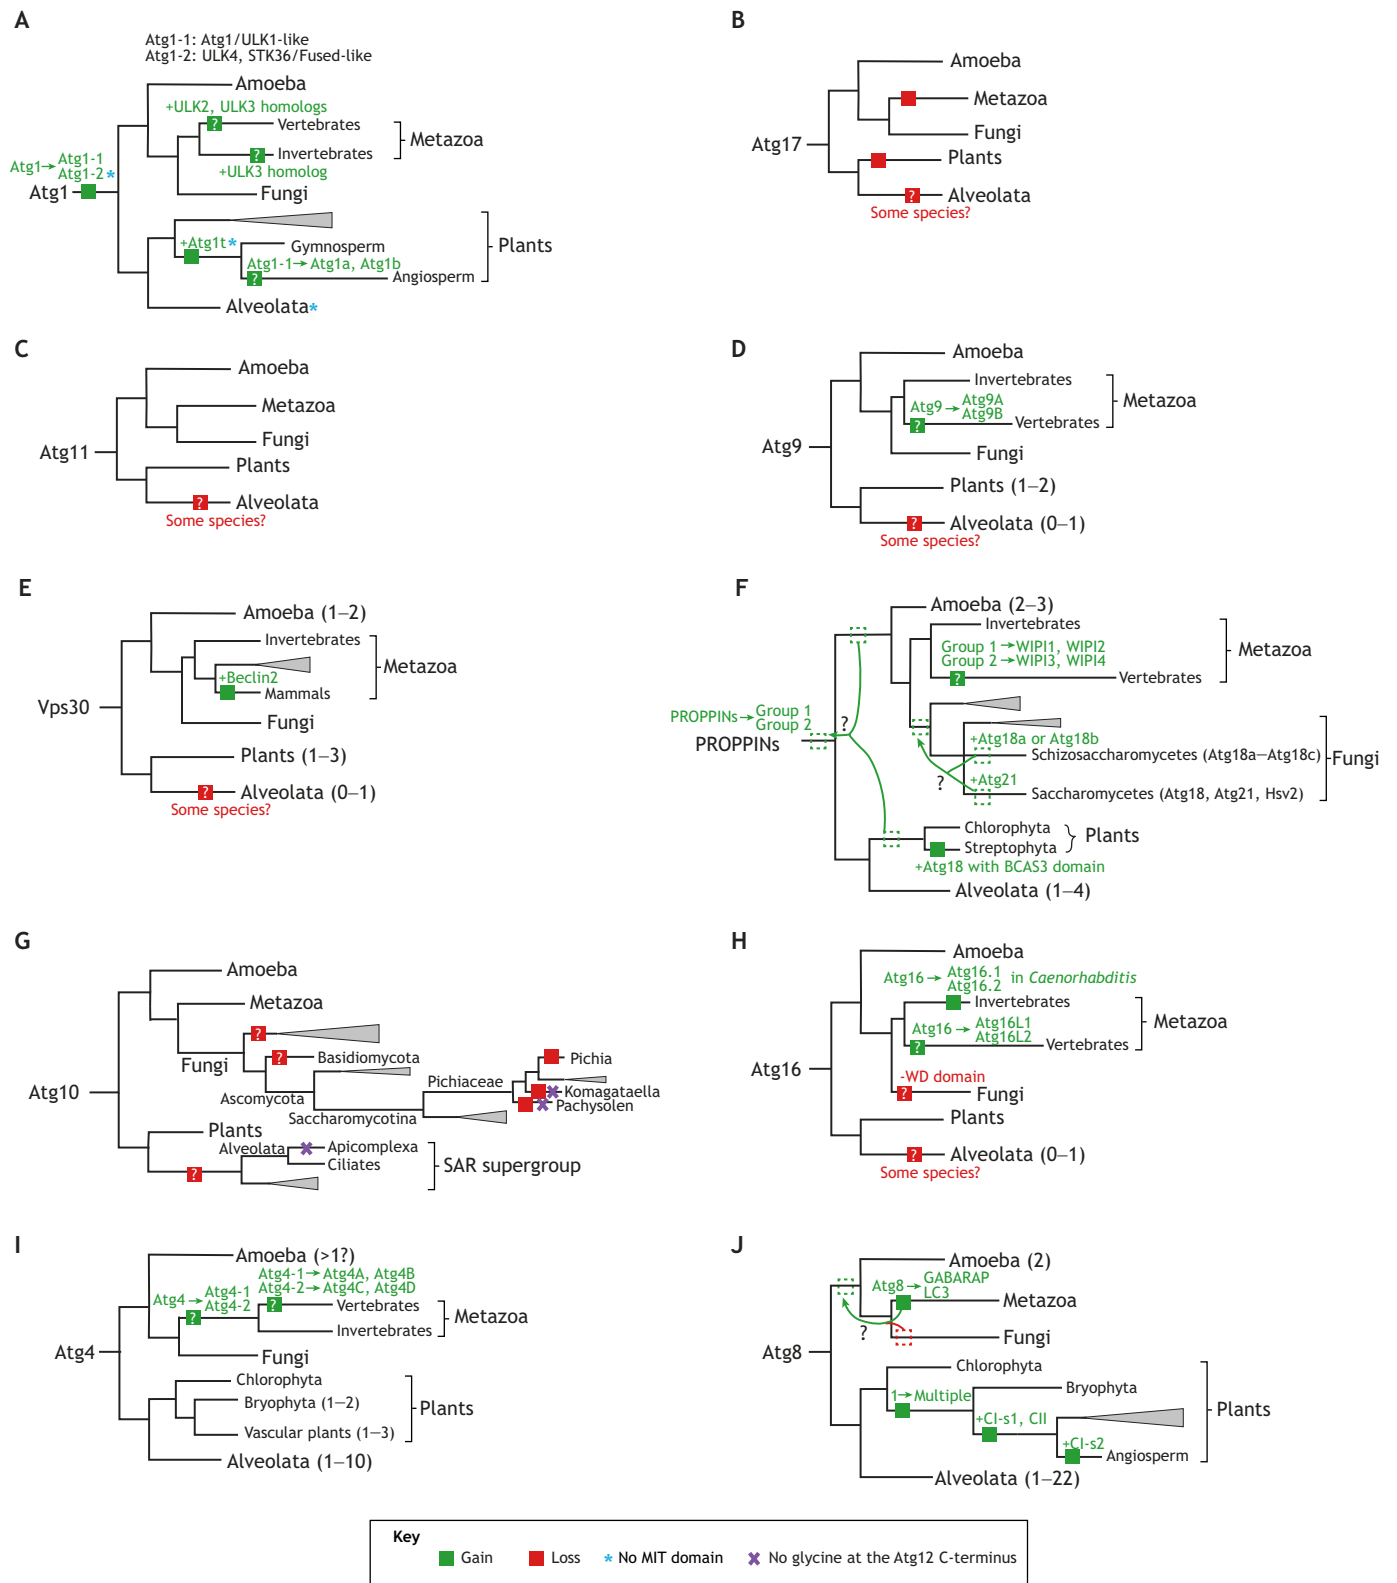 A
Atg1-1: Atg1/ULK1-like
Atg1-2: ULK4, STK36/Fused-like
Amoeba
+ULK2, ULK3 homologs
?
Vertebrates
Metazoa
?
Invertebrates
+ULK3 homolog
Atg1→Atg1-1
Atg1-2*
Atg1
Fungi
+Atg1t*
Gymnosperm
Plants
Atg1-1→Atg1a, Atg1b
?
Angiosperm
Alveolata*
B
Amoeba
Metazoa
Fungi
Atg17
Plants
?
Alveolata
Some species?
C
Amoeba
Metazoa
Fungi
Atg11
Plants
?
Alveolata
Some species?
D
Amoeba
Invertebrates
Metazoa
Atg9→Atg9A
Atg9B
?
Vertebrates
Atg9
Fungi
Plants (1–2)
?
Alveolata (0–1)
Some species?
E
Amoeba (1–2)
Invertebrates
Metazoa
+Beclin2
Mammals
Vps30
Fungi
Plants (1–3)
?
Alveolata (0–1)
Some species?
F
Amoeba (2–3)
Invertebrates
Group 1→WIPI1, WIPI2
Group 2→WIPI3, WIPI4
Metazoa
?
Vertebrates
PROPPINs→Group 1
Group 2
?
PROPPINs
+Atg18a or Atg18b
Schizosaccharomycetes (Atg18a–Atg18c)
Fungi
?
+Atg21
Saccharomycetes (Atg18, Atg21, Hsv2)
Chlorophyta
Plants
Streptophyta
+Atg18 with BCAS3 domain
Alveolata (1–4)
G
Amoeba
Metazoa
?
Fungi
?
Basidiomycota
Pichia
Pichiaceae
Komagataella
Atg10
Ascomycota
Pachysolen
Saccharomycotina
Plants
Alveolata
Apicomplexa
Ciliates
SAR supergroup
?
H
Amoeba
Atg16→Atg16.1
Atg16.2
in Caenorhabditis
Invertebrates
Metazoa
Atg16→Atg16L1
Atg16L2
?
Vertebrates
Atg16
-WD domain
?
Fungi
Plants
?
Alveolata (0–1)
Some species?
I
Amoeba (>1?)
Atg4-1→Atg4A, Atg4B
Atg4-2→Atg4C, Atg4D
Atg4→Atg4-1
Atg4-2
?
?
Vertebrates
Metazoa
Invertebrates
Atg4
Fungi
Chlorophyta
Bryophyta (1–2)
Plants
Vascular plants (1–3)
Alveolata (1–10)
J
Amoeba (2)
Atg8→GABARAP
LC3
Metazoa
?
Fungi
Atg8
Chlorophyta
1→Multiple
Bryophyta
Plants
+CI-s1, CII
+CI-s2
Angiosperm
Alveolata (1–22)
Key
Gain
Loss
* No MIT domain
No glycine at the Atg12 C-terminus